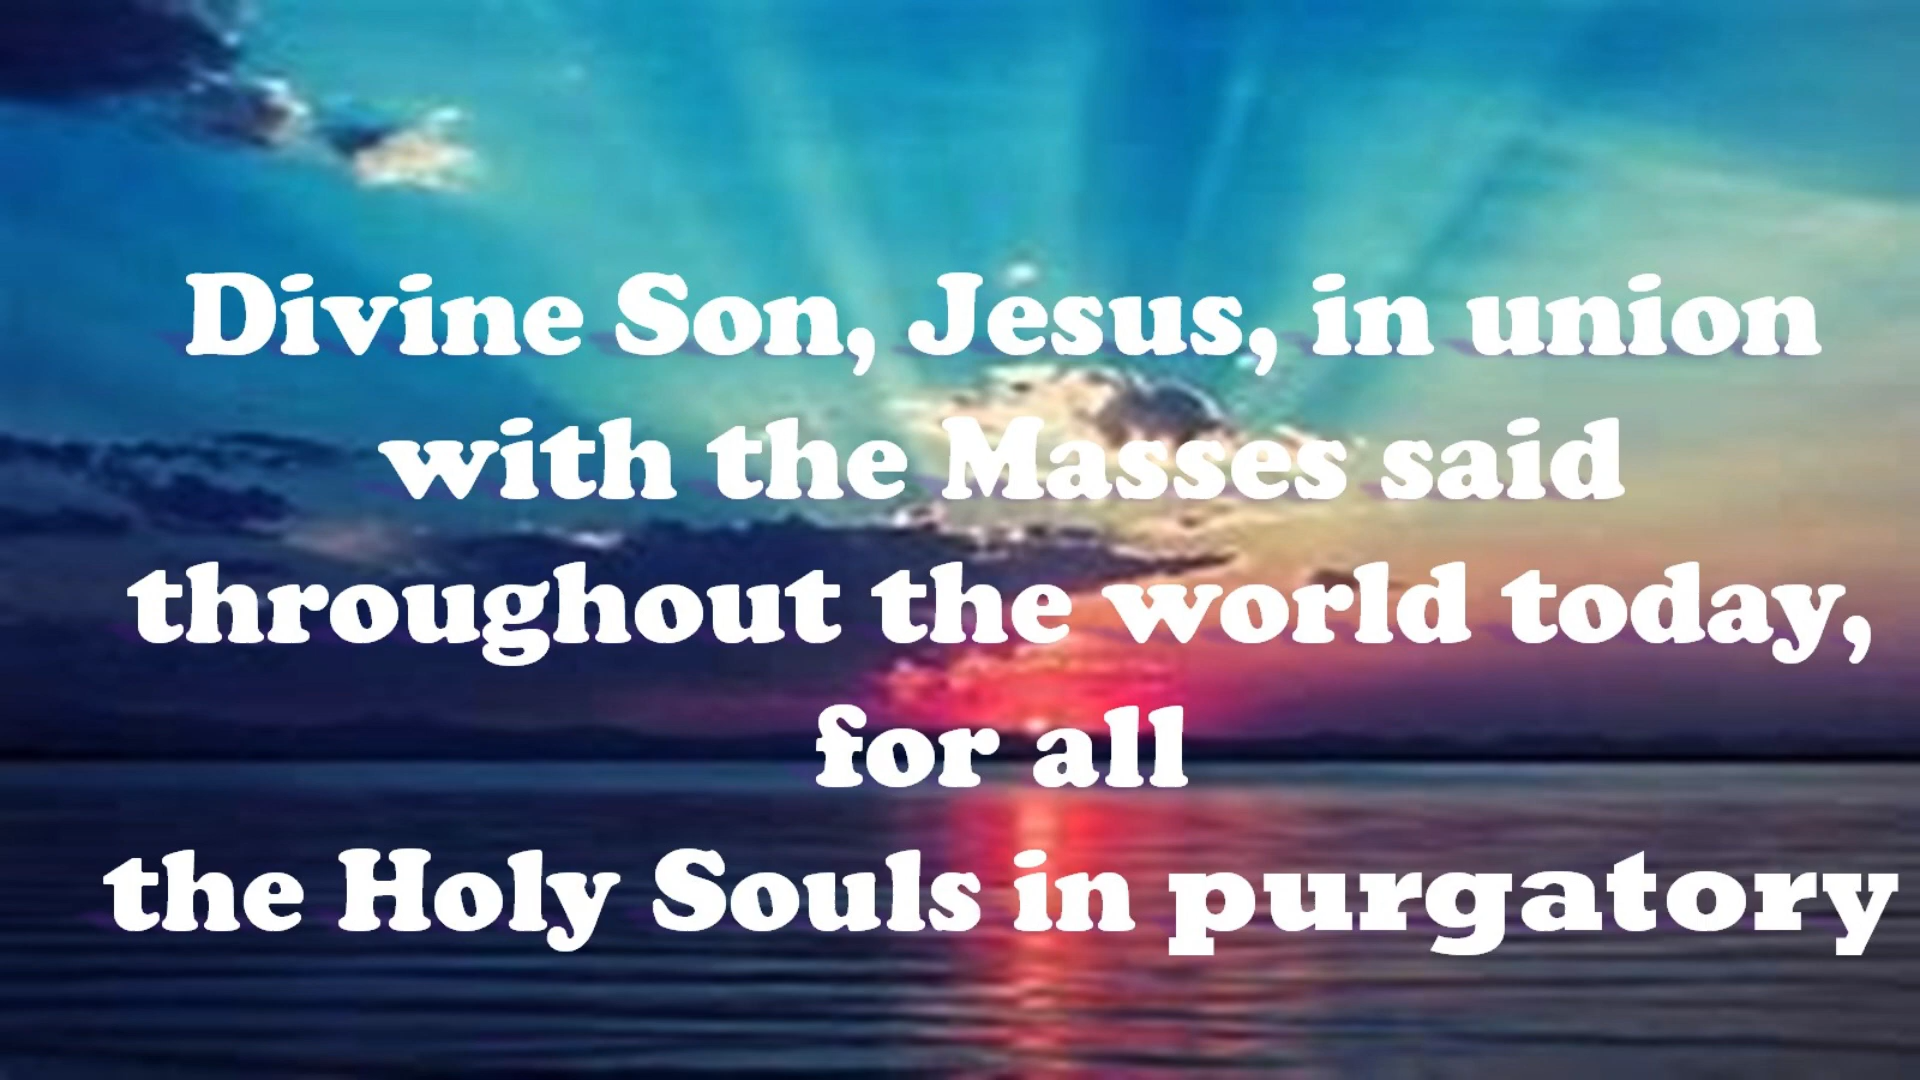 Divine Son, Jesus, in union
with the Masses said
throughout the world today,
for all
the Holy Souls in purgatory